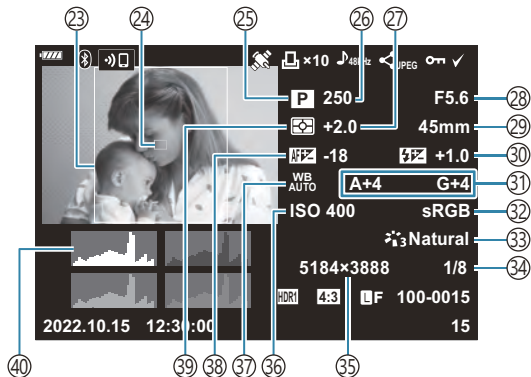 23 24 25 26 27
×10 48kHz JPEG
P 250 F5.6 28
+2.0 45mm 29
AF -18 +1.0 30
WB AUTO A+4 G+4 31
ISO 400 sRGB 32
3 Natural 33
5184×3888 1/8 34
HDR1 4:3 L F 100-0015
2022.10.15 12:30:00 15
40 39 38 37 36 35